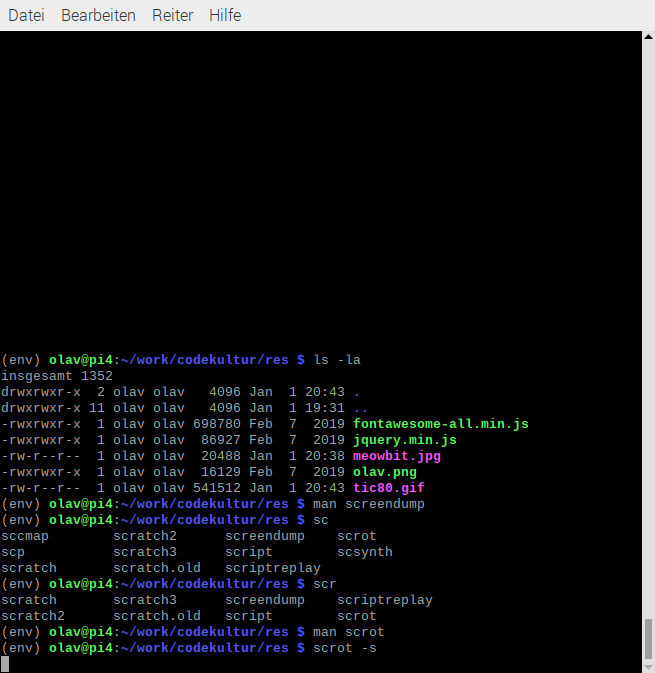 Datei Bearbeiten Reiter Hilfe
(env) olav@pi4:~/work/codekultur/res $ ls -la
insgesamt 1352
drwxrwxr-x  2 olav olav   4096 Jan  1 20:43 .
drwxrwxr-x 11 olav olav   4096 Jan  1 19:31 ..
-rwxrwxr-x  1 olav olav 698780 Feb  7  2019 fontawesome-all.min.js
-rwxrwxr-x  1 olav olav  86927 Feb  7  2019 jquery.min.js
-rw-r--r--  1 olav olav  20488 Jan  1 20:38 meowbit.jpg
-rwxrwxr-x  1 olav olav  16129 Feb  7  2019 olav.png
-rw-r--r--  1 olav olav 541512 Jan  1 20:43 tic80.gif
(env) olav@pi4:~/work/codekultur/res $ man screendump
(env) olav@pi4:~/work/codekultur/res $ sc
sccmap        scratch2      screendump    scrot
scp           scratch3      script        scsynth
scratch       scratch.old   scriptreplay
(env) olav@pi4:~/work/codekultur/res $ scr
scratch       scratch3      screendump    scriptreplay
scratch2      scratch.old   script        scrot
(env) olav@pi4:~/work/codekultur/res $ man scrot
(env) olav@pi4:~/work/codekultur/res $ scrot -s